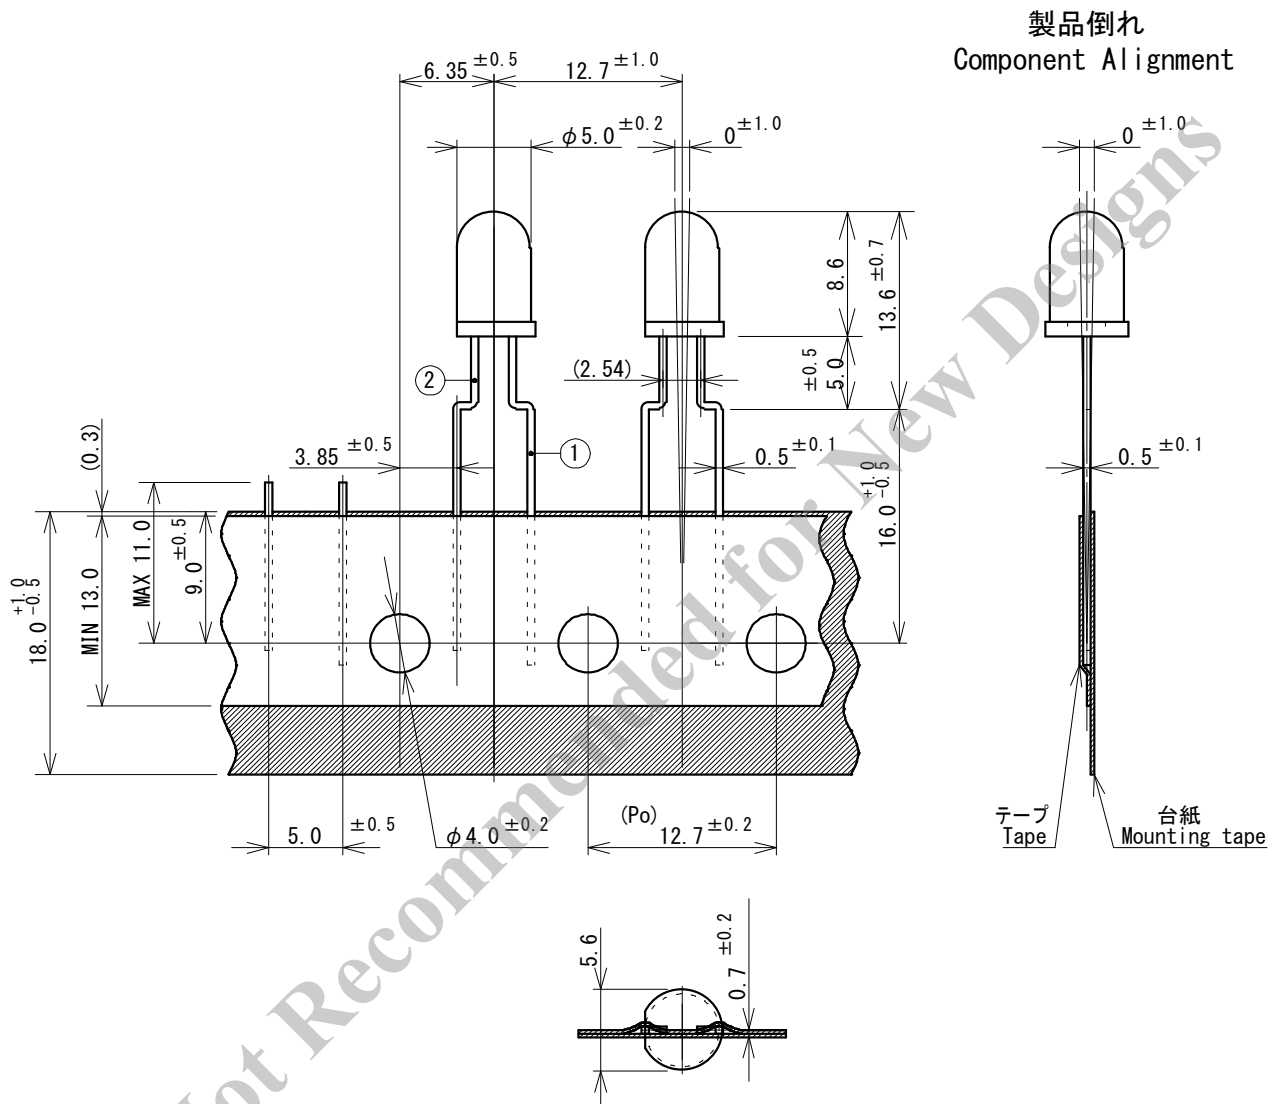 製品倒れ
Component Alignment
6.35 ±0.5
12.7 ±1.0
φ5.0 ±0.2
0 ±1.0
0 ±1.0
8.6
13.6 ±0.7
5.0 ±0.5
(2.54)
②
①
3.85 ±0.5
0.5 ±0.1
0.5 ±0.1
16.0 +1.0 -0.5
(0.3)
MAX 11.0
9.0 ±0.5
MIN 13.0
18.0 +1.0 -0.5
5.0 ±0.5
φ4.0 ±0.2
(Po)
12.7 ±0.2
テープ
Tape
台紙
Mounting tape
5.6
0.7 ±0.2
Not Recommended for New Designs